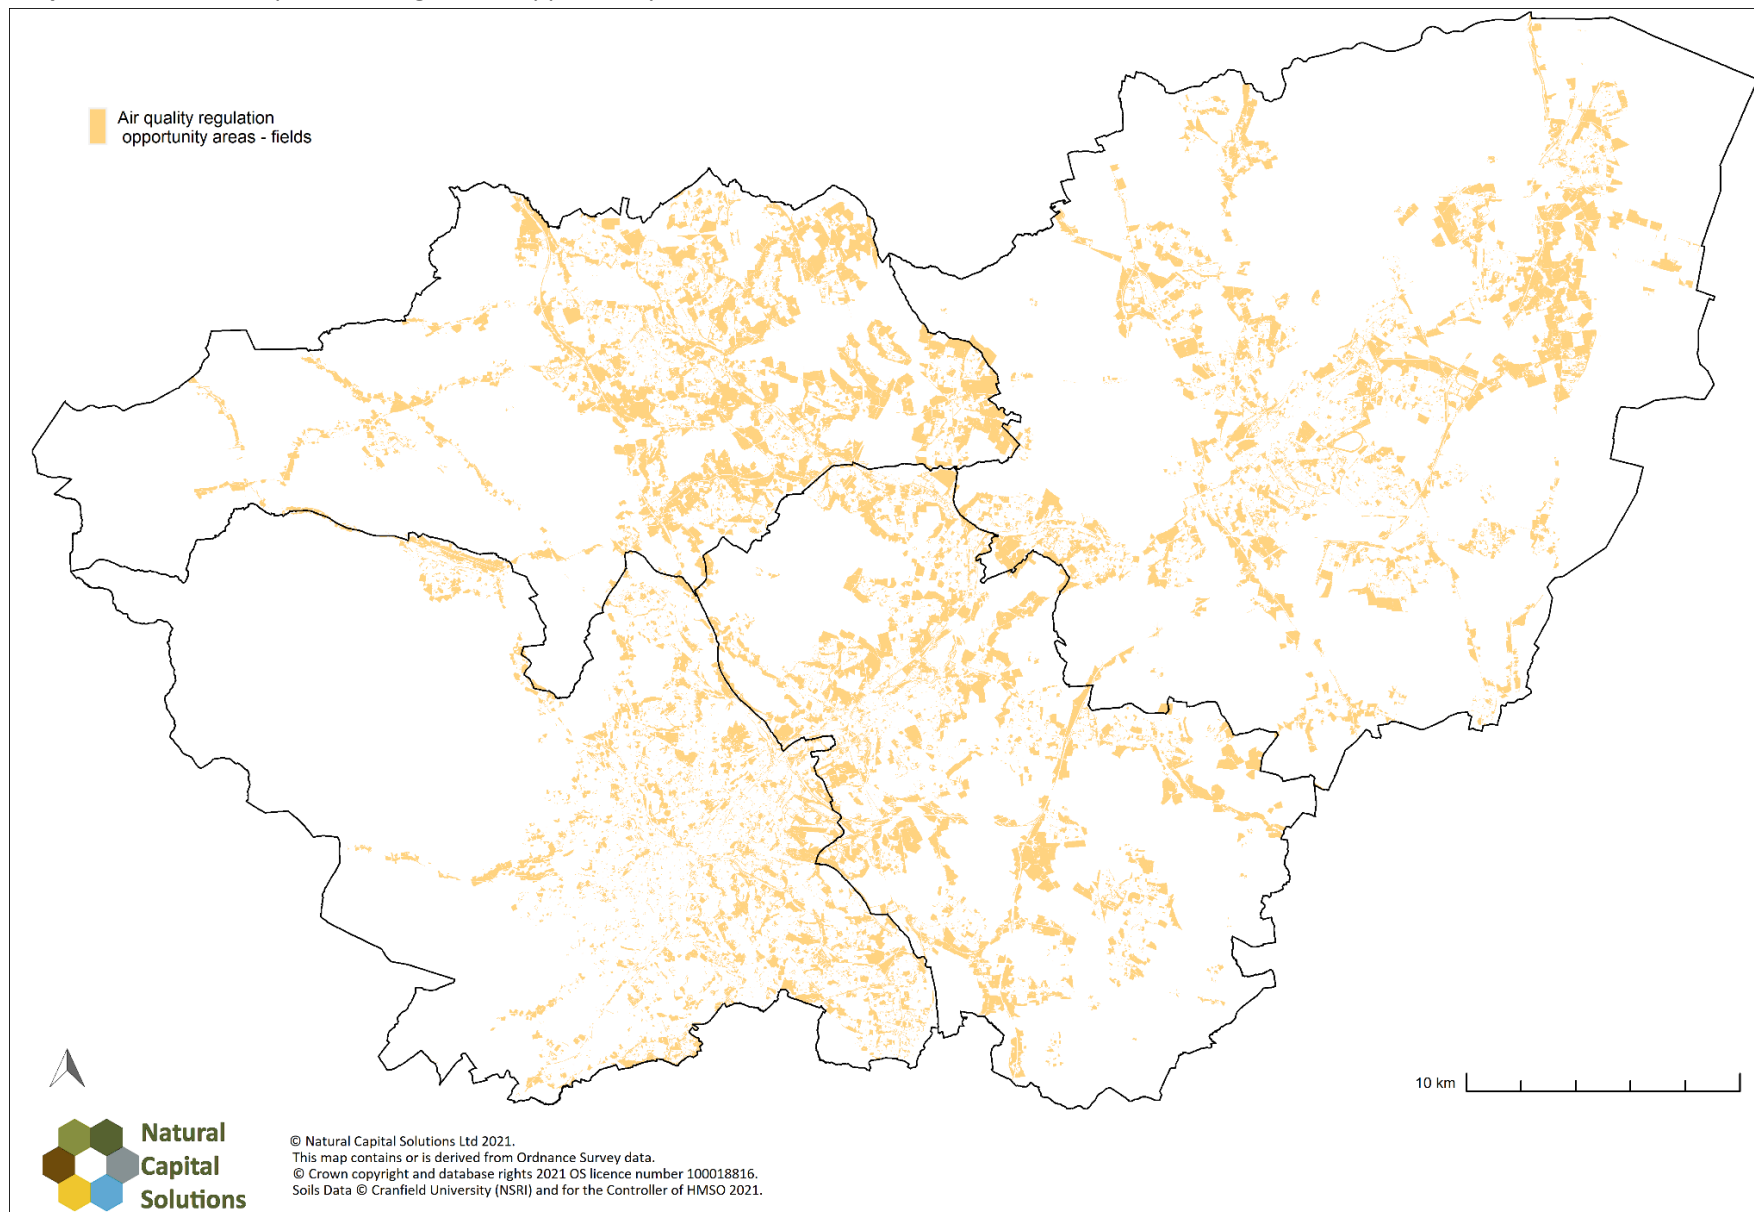 Air quality regulation
opportunity areas - fields
10 km
Natural
Capital
Solutions
© Natural Capital Solutions Ltd 2021.
This map contains or is derived from Ordnance Survey data.
© Crown copyright and database rights 2021 OS licence number 100018816.
Soils Data © Cranfield University (NSRI) and for the Controller of HMSO 2021.